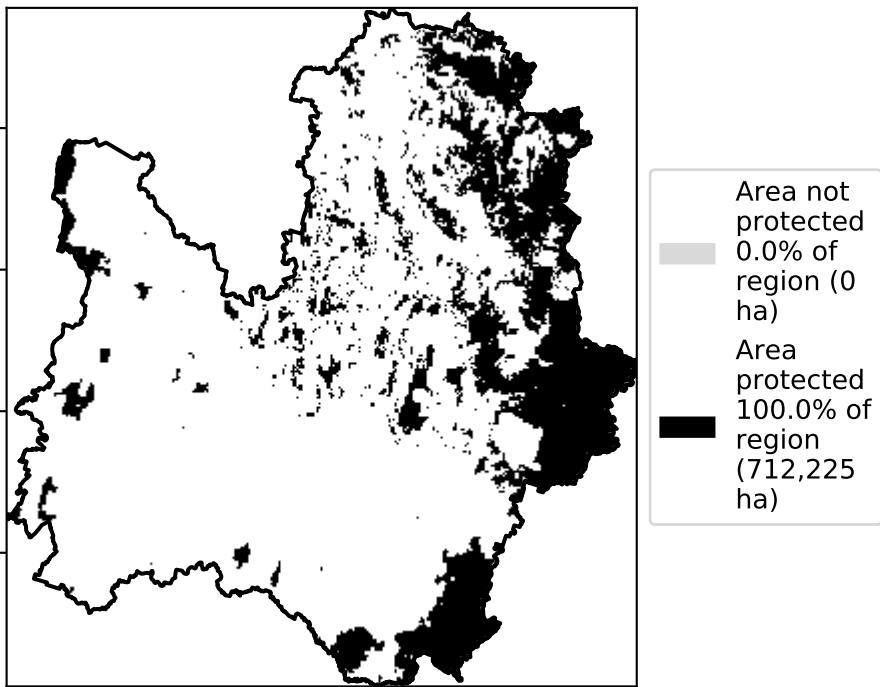 Area not
protected
0.0% of
region (0
ha)
Area
protected
100.0% of
region
(712,225
ha)